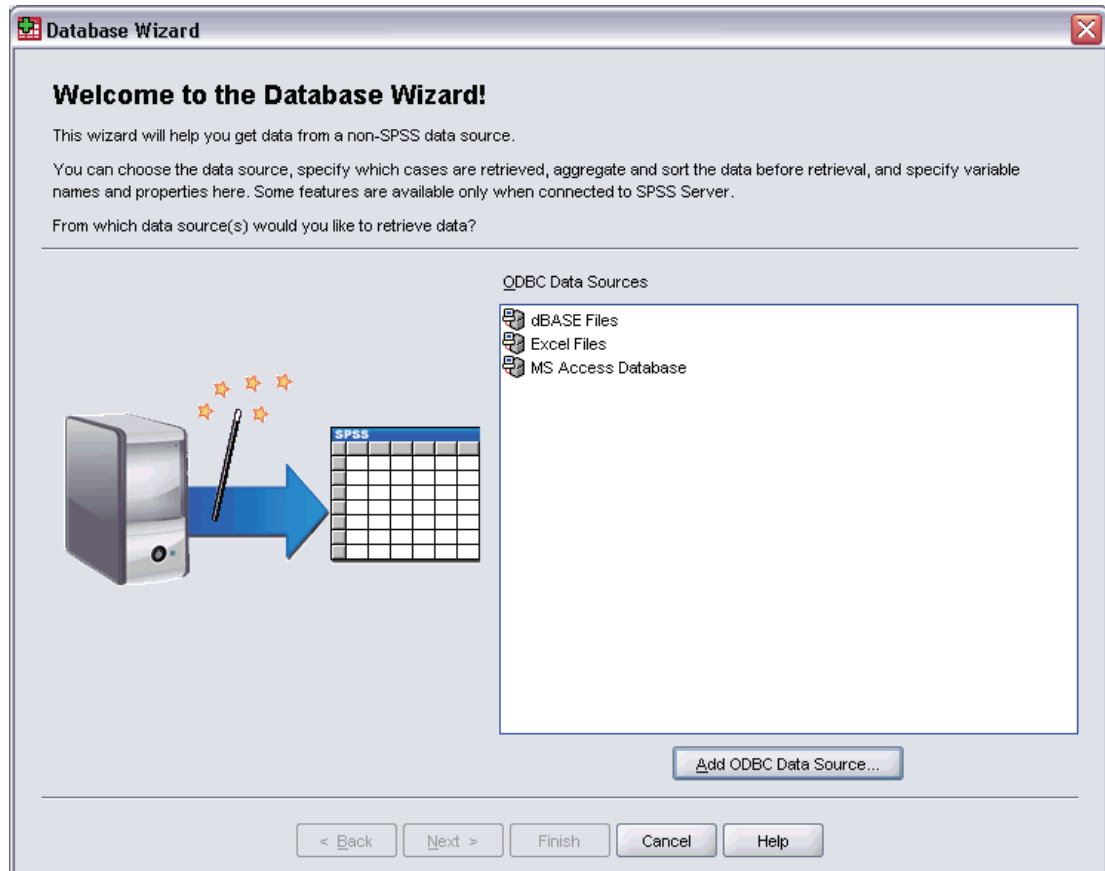 Database Wizard
Welcome to the Database Wizard!
This wizard will help you get data from a non-SPSS data source.
You can choose the data source, specify which cases are retrieved, aggregate and sort the data before retrieval, and specify variable
names and properties here. Some features are available only when connected to SPSS Server.
From which data source(s) would you like to retrieve data?
ODBC Data Sources
dBASE Files
Excel Files
MS Access Database
SPSS
Add ODBC Data Source...
< Back
Next >
Finish
Cancel
Help